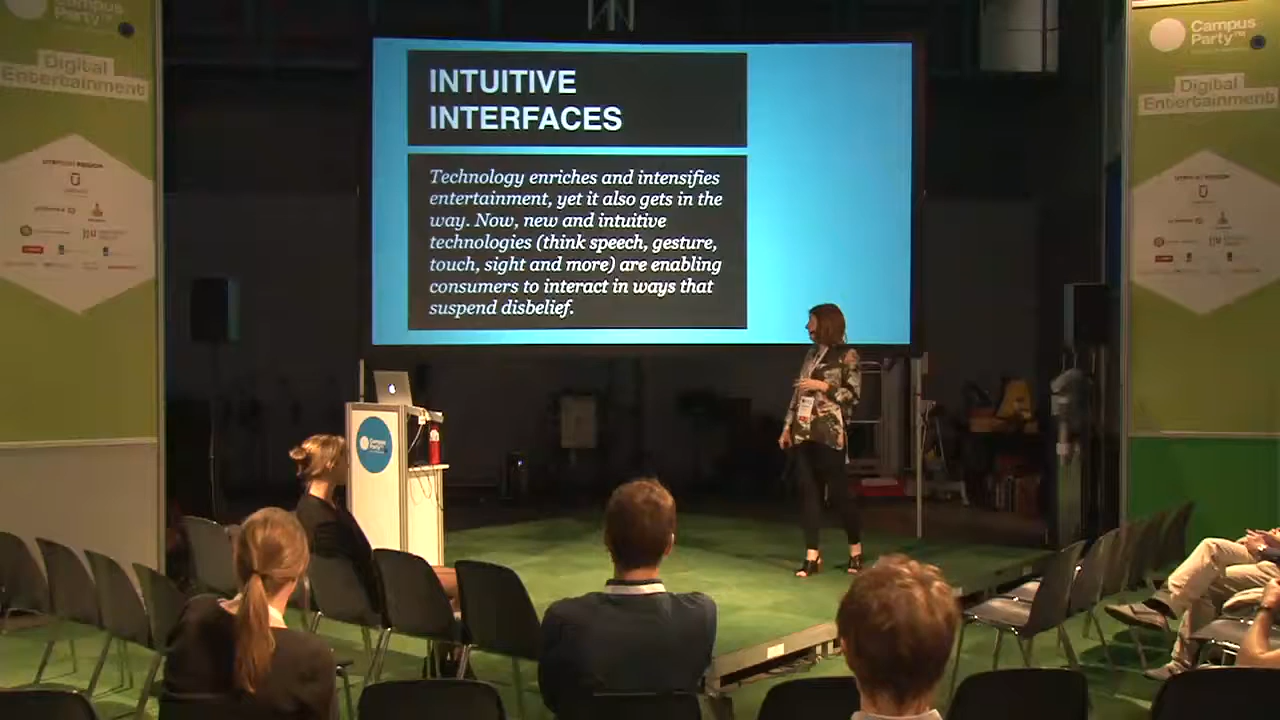 Campus
Party
Digital
Entertainment
INTUITIVE
INTERFACES
Technology enriches and intensifies
entertainment, yet it also gets in the
way. Now, new and intuitive
technologies (think speech, gesture,
touch, sight and more) are enabling
consumers to interact in ways that
suspend disbelief.
Campus
Party™
Digital
Entertainment
Campus
Party